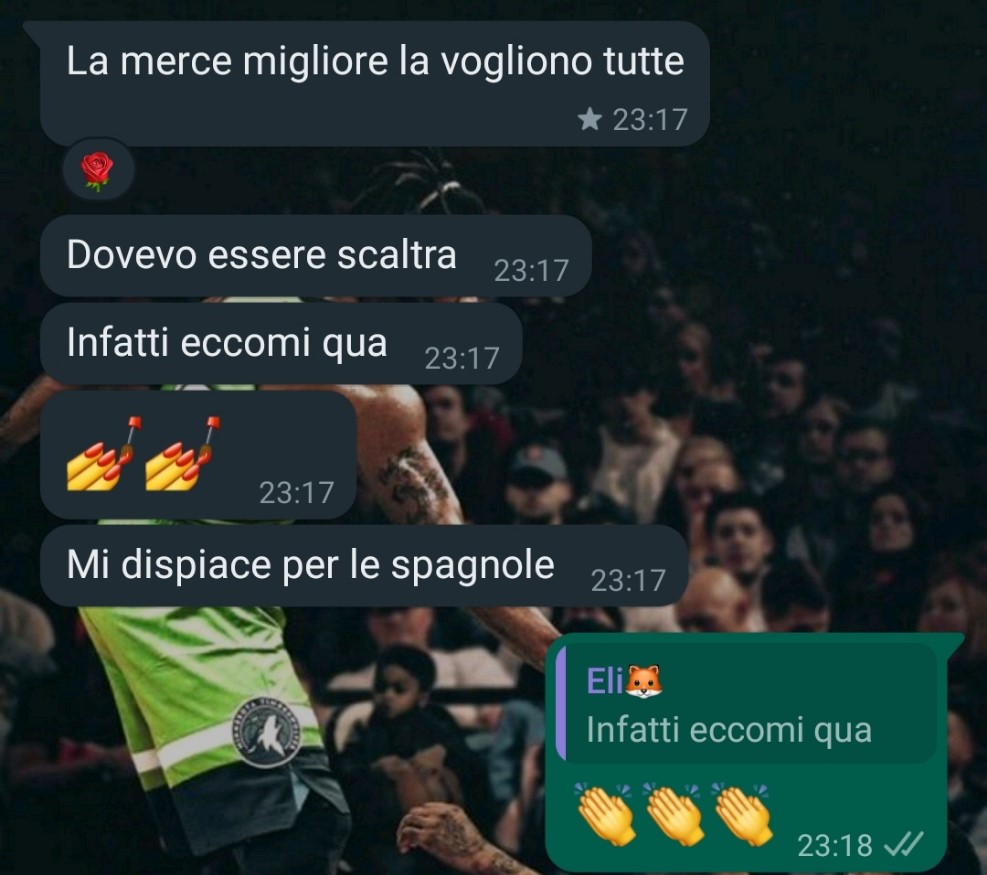 La merce migliore la vogliono tutte
★ 23:17
🌹
Dovevo essere scaltra 23:17
Infatti eccomi qua 23:17
💅💅 23:17
Mi dispiace per le spagnole 23:17
Eli🦊
Infatti eccomi qua
👏👏👏 23:18